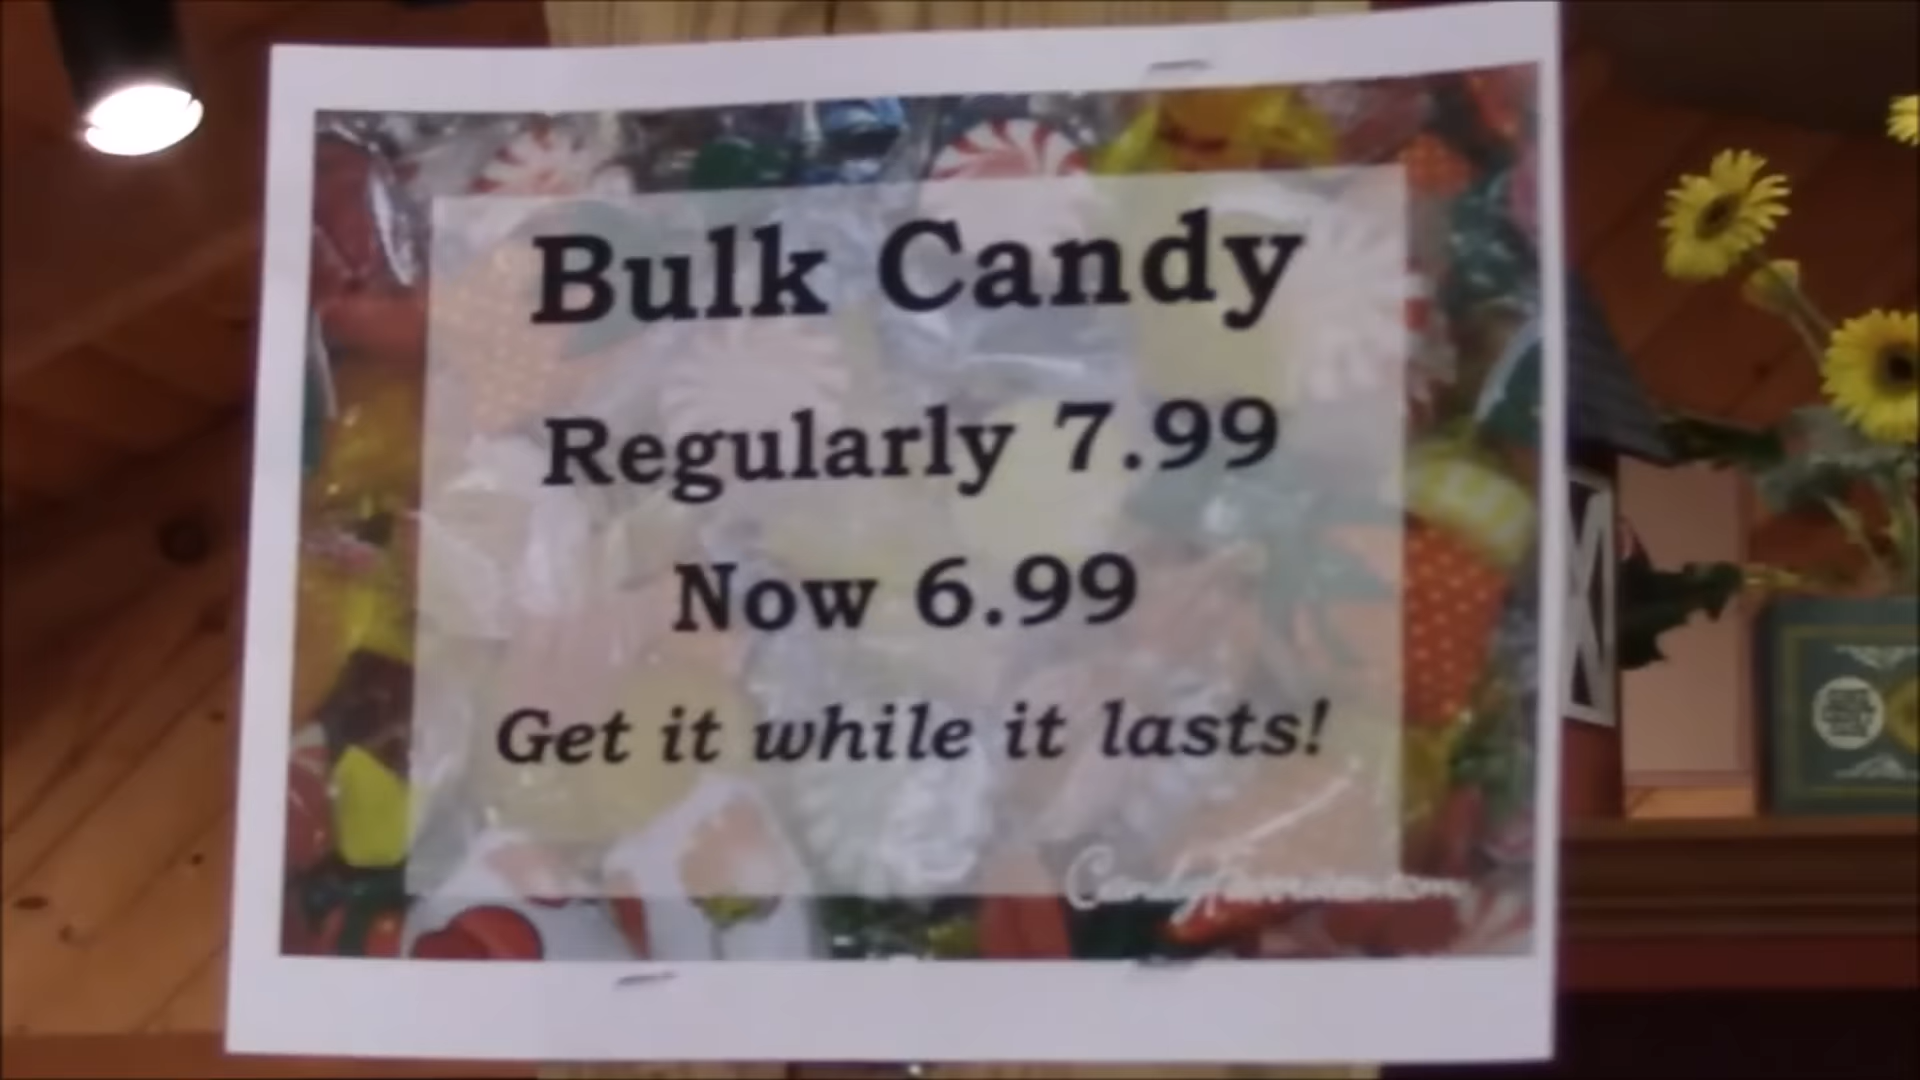 Bulk Candy
Regularly 7.99
Now 6.99
Get it while it lasts!